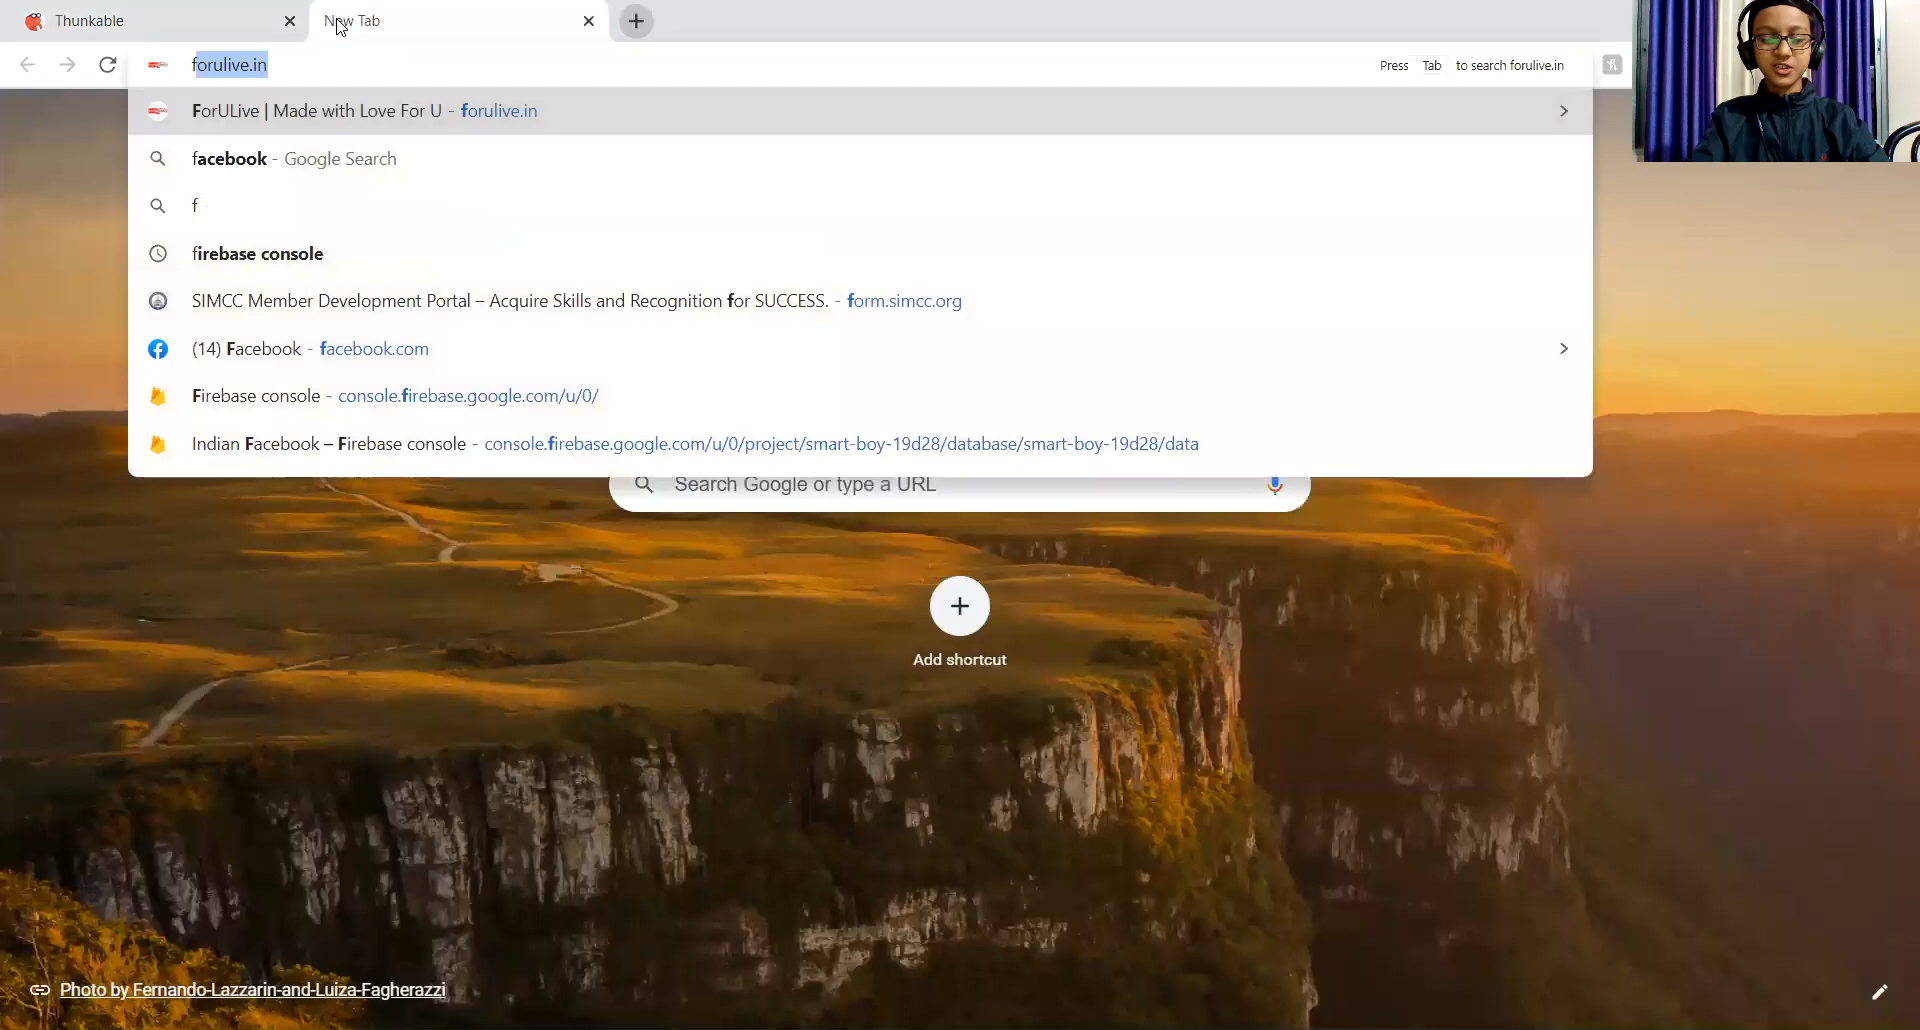 Thunkable
New Tab
forulive.in
Press Tab to search forulive.in
ForULive | Made with Love For U - forulive.in
facebook - Google Search
f
firebase console
SIMCC Member Development Portal – Acquire Skills and Recognition for SUCCESS. - form.simcc.org
(14) Facebook - facebook.com
Firebase console - console.firebase.google.com/u/0/
Indian Facebook – Firebase console - console.firebase.google.com/u/0/project/smart-boy-19d28/database/smart-boy-19d28/data
Search Google or type a URL
Add shortcut
Photo by Fernando-Lazzarin-and-Luiza-Fagherazzi